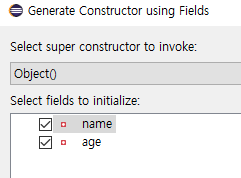 Generate Constructor using Fields
Select super constructor to invoke:
Object()
Select fields to initialize:
name
age